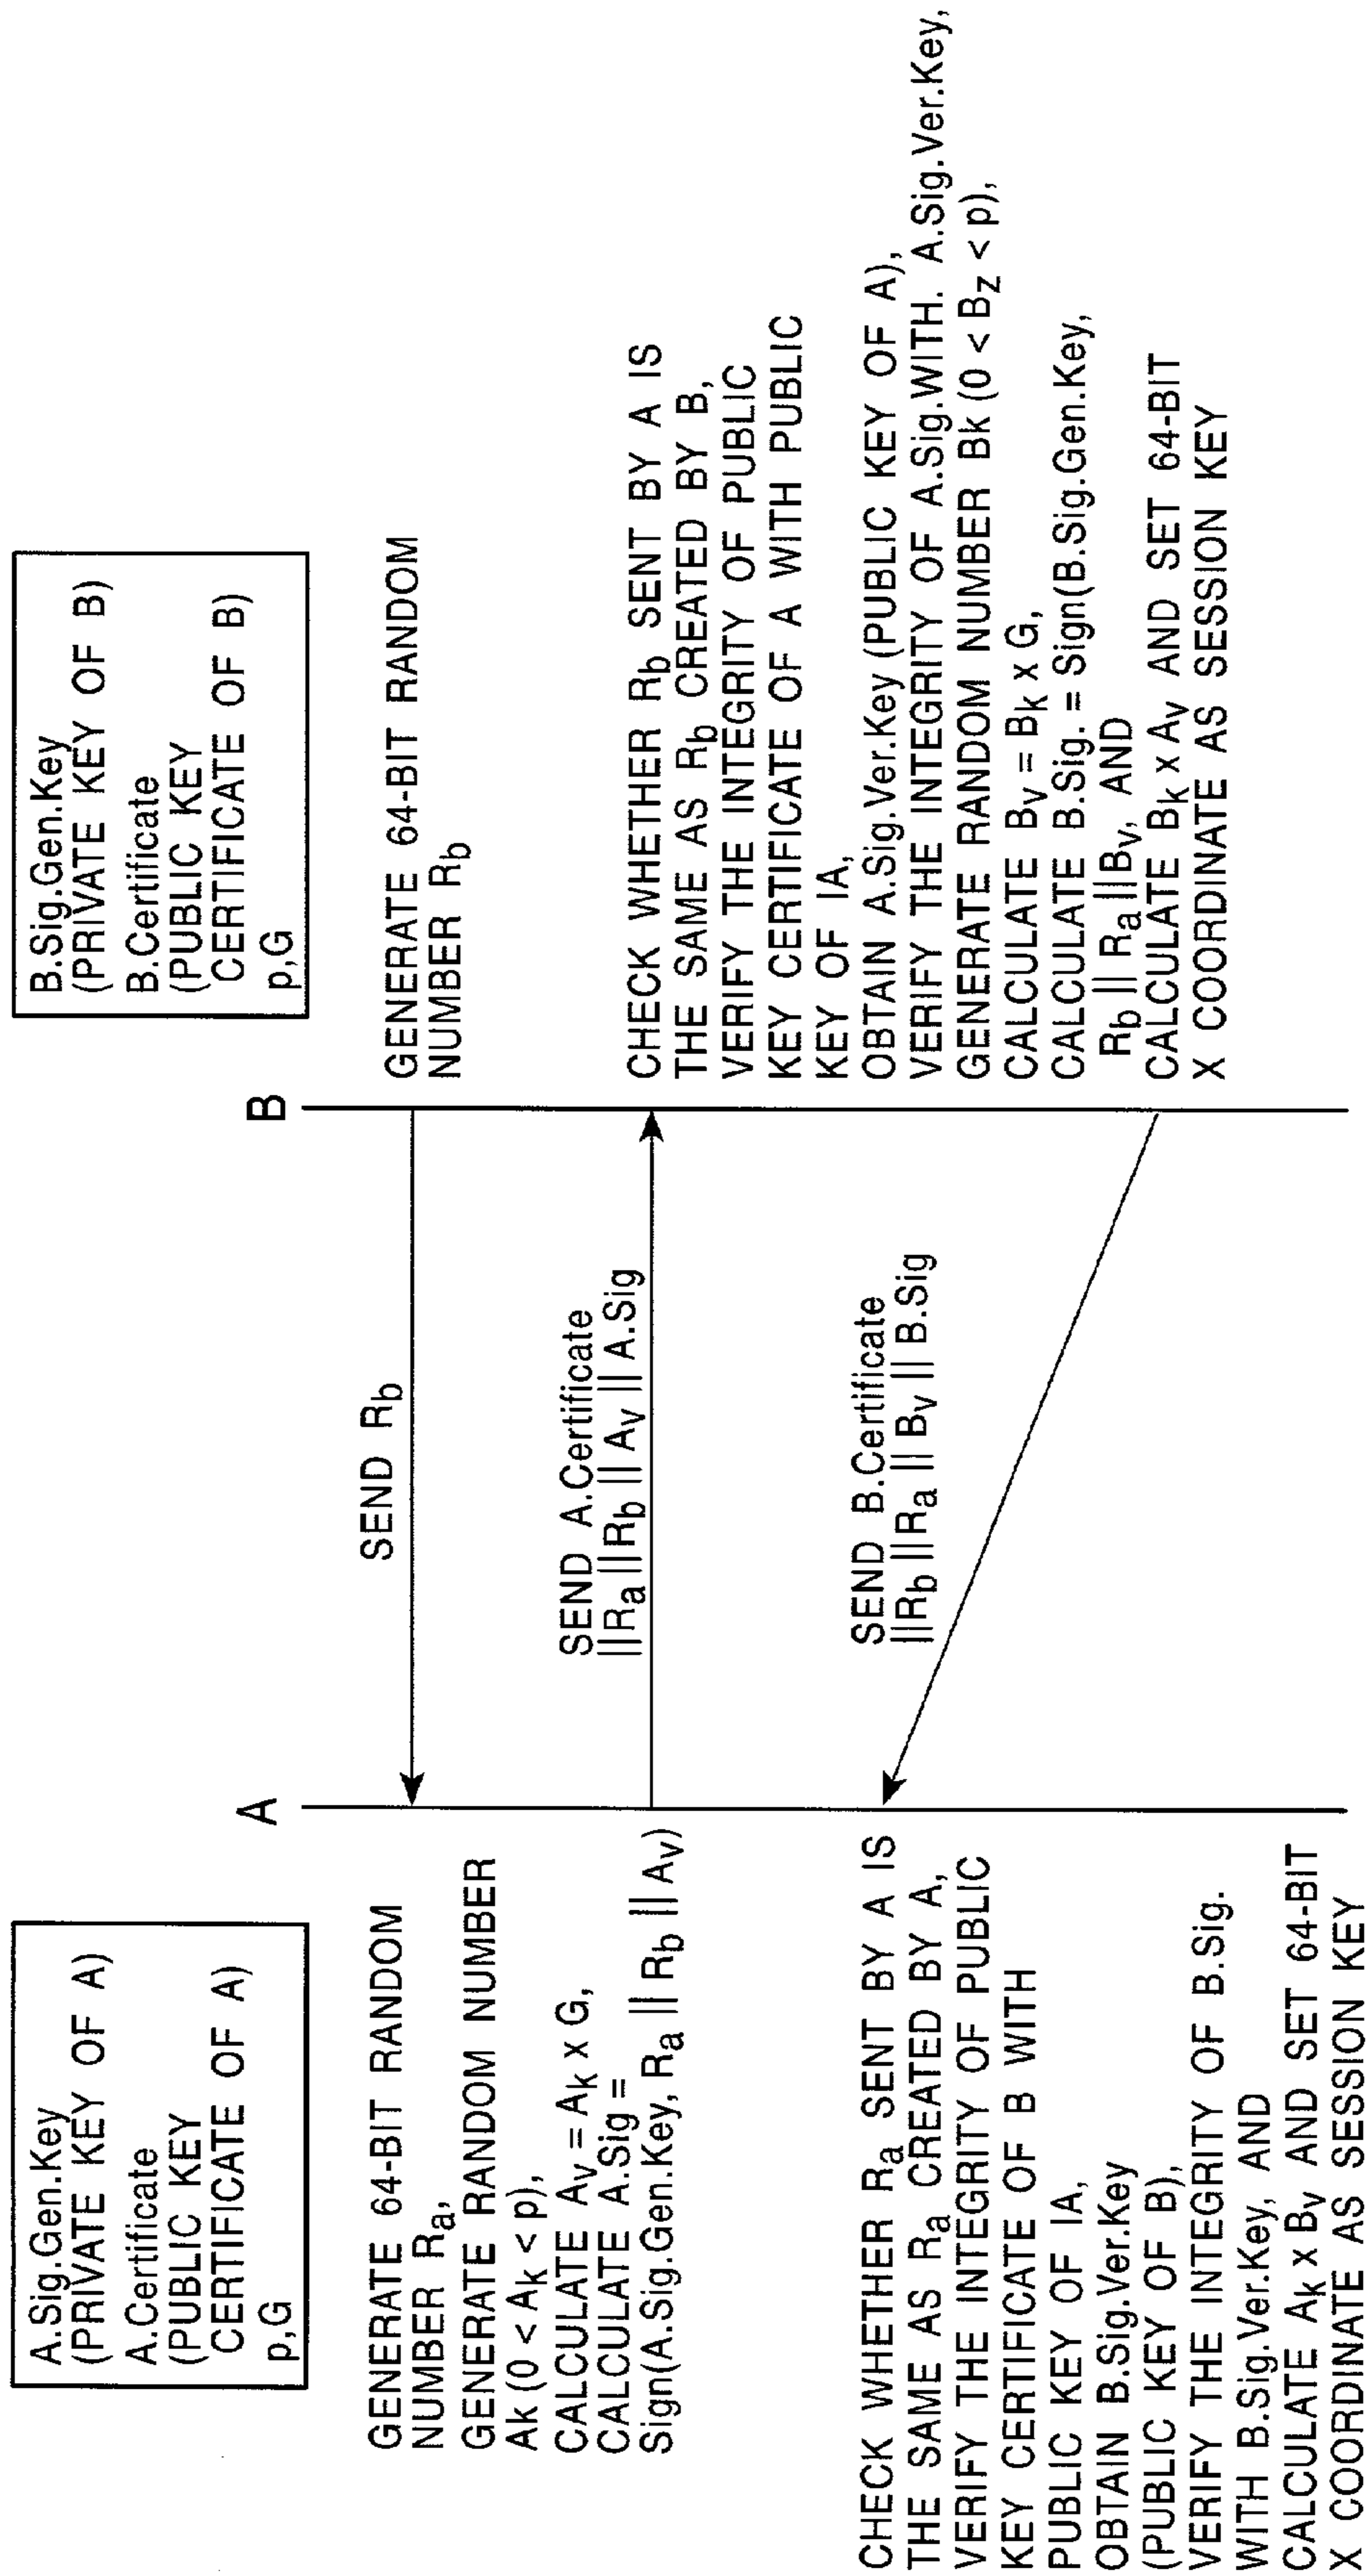 A.Sig.Gen.Key
(PRIVATE KEY OF A)
A.Certificate
(PUBLIC KEY
CERTIFICATE OF A)
p,G
B.Sig.Gen.Key
(PRIVATE KEY OF B)
B.Certificate
(PUBLIC KEY
CERTIFICATE OF B)
p,G
A
B
GENERATE 64-BIT RANDOM
NUMBER Rb
SEND Rb
GENERATE 64-BIT RANDOM
NUMBER Ra,
GENERATE RANDOM NUMBER
Ak (0 < Ak < p),
CALCULATE Av = Ak x G,
CALCULATE A.Sig =
Sign(A.Sig.Gen.Key, Ra || Rb || Av)
SEND A.Certificate
||Ra || Rb || Av || A.Sig
CHECK WHETHER Rb SENT BY A IS
THE SAME AS Rb CREATED BY B,
VERIFY THE INTEGRITY OF PUBLIC
KEY CERTIFICATE OF A WITH PUBLIC
KEY OF IA,
OBTAIN A.Sig.Ver.Key (PUBLIC KEY OF A),
VERIFY THE INTEGRITY OF A.Sig.WITH. A.Sig.Ver.Key,
GENERATE RANDOM NUMBER Bk (0 < Bz < p),
CALCULATE Bv = Bk x G,
CALCULATE B.Sig. = Sign(B.Sig.Gen.Key,
Rb || Ra || Bv, AND
CALCULATE Bk x Av AND SET 64-BIT
X COORDINATE AS SESSION KEY
SEND B.Certificate
||Rb || Ra || Bv || B.Sig
CHECK WHETHER Ra SENT BY A IS
THE SAME AS Ra CREATED BY A,
VERIFY THE INTEGRITY OF PUBLIC
KEY CERTIFICATE OF B WITH
PUBLIC KEY OF IA,
OBTAIN B.Sig.Ver.Key
(PUBLIC KEY OF B),
VERIFY THE INTEGRITY OF B.Sig.
WITH B.Sig.Ver.Key, AND
CALCULATE Ak x Bv AND SET 64-BIT
X COORDINATE AS SESSION KEY